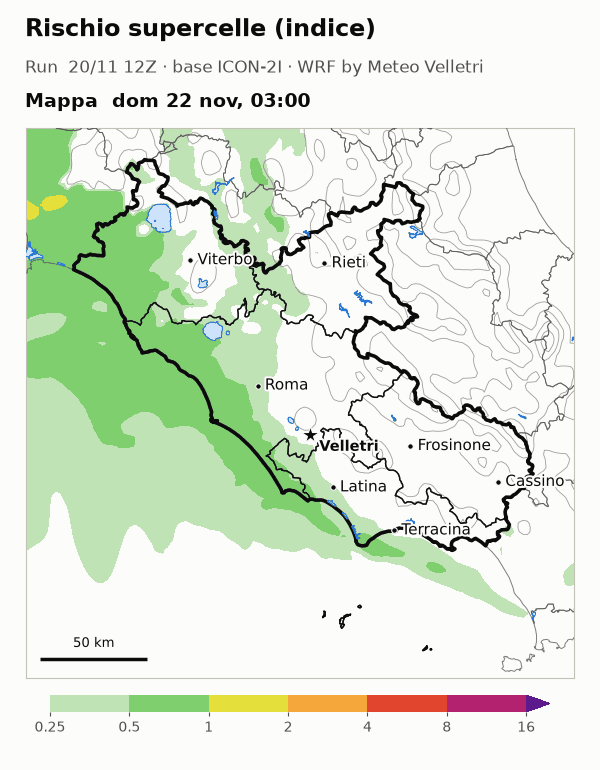 Rischio supercelle (indice)
Run  20/11 12Z · base ICON-2I · WRF by Meteo Velletri
Mappa  dom 22 nov, 03:00
Viterbo
Rieti
Roma
Velletri
Frosinone
Cassino
Latina
Terracina
50 km
0.25 0.5 1 2 4 8 16